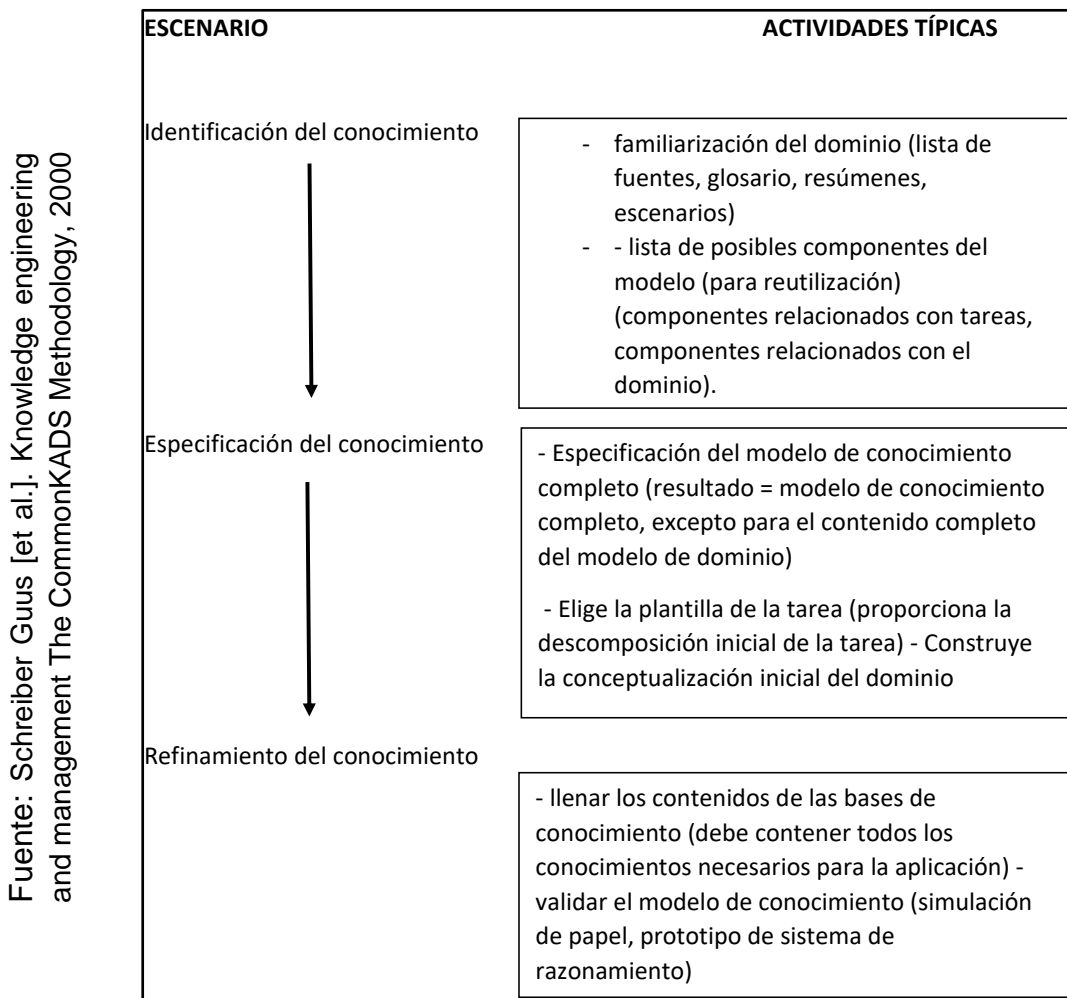 Fuente: Schreiber Guus [et al.]. Knowledge engineering
and management The CommonKADS Methodology, 2000
ESCENARIO
ACTIVIDADES TÍPICAS
Identificación del conocimiento
- familiarización del dominio (lista de
fuentes, glosario, resúmenes,
escenarios)
- - lista de posibles componentes del
modelo (para reutilización)
(componentes relacionados con tareas,
componentes relacionados con el
dominio).
Especificación del conocimiento
- Especificación del modelo de conocimiento
completo (resultado = modelo de conocimiento
completo, excepto para el contenido completo
del modelo de dominio)
- Elige la plantilla de la tarea (proporciona la
descomposición inicial de la tarea) - Construye
la conceptualización inicial del dominio
Refinamiento del conocimiento
- llenar los contenidos de las bases de
conocimiento (debe contener todos los
conocimientos necesarios para la aplicación) -
validar el modelo de conocimiento (simulación
de papel, prototipo de sistema de
razonamiento)